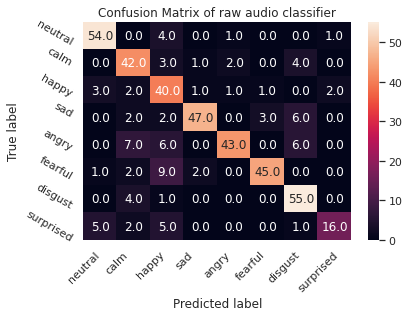 Confusion Matrix of raw audio classifier
True label
neutral 54.0 0.0 4.0 0.0 1.0 0.0 0.0 1.0
calm 0.0 42.0 3.0 1.0 2.0 0.0 4.0 0.0
happy 3.0 2.0 40.0 1.0 1.0 1.0 0.0 2.0
sad 0.0 2.0 2.0 47.0 0.0 3.0 6.0 0.0
angry 0.0 7.0 6.0 0.0 43.0 0.0 6.0 0.0
fearful 1.0 2.0 9.0 2.0 0.0 45.0 0.0 0.0
disgust 0.0 4.0 1.0 0.0 0.0 0.0 55.0 0.0
surprised 5.0 2.0 5.0 0.0 0.0 0.0 1.0 16.0
neutral calm happy sad angry fearful disgust surprised
Predicted label
50
40
30
20
10
0